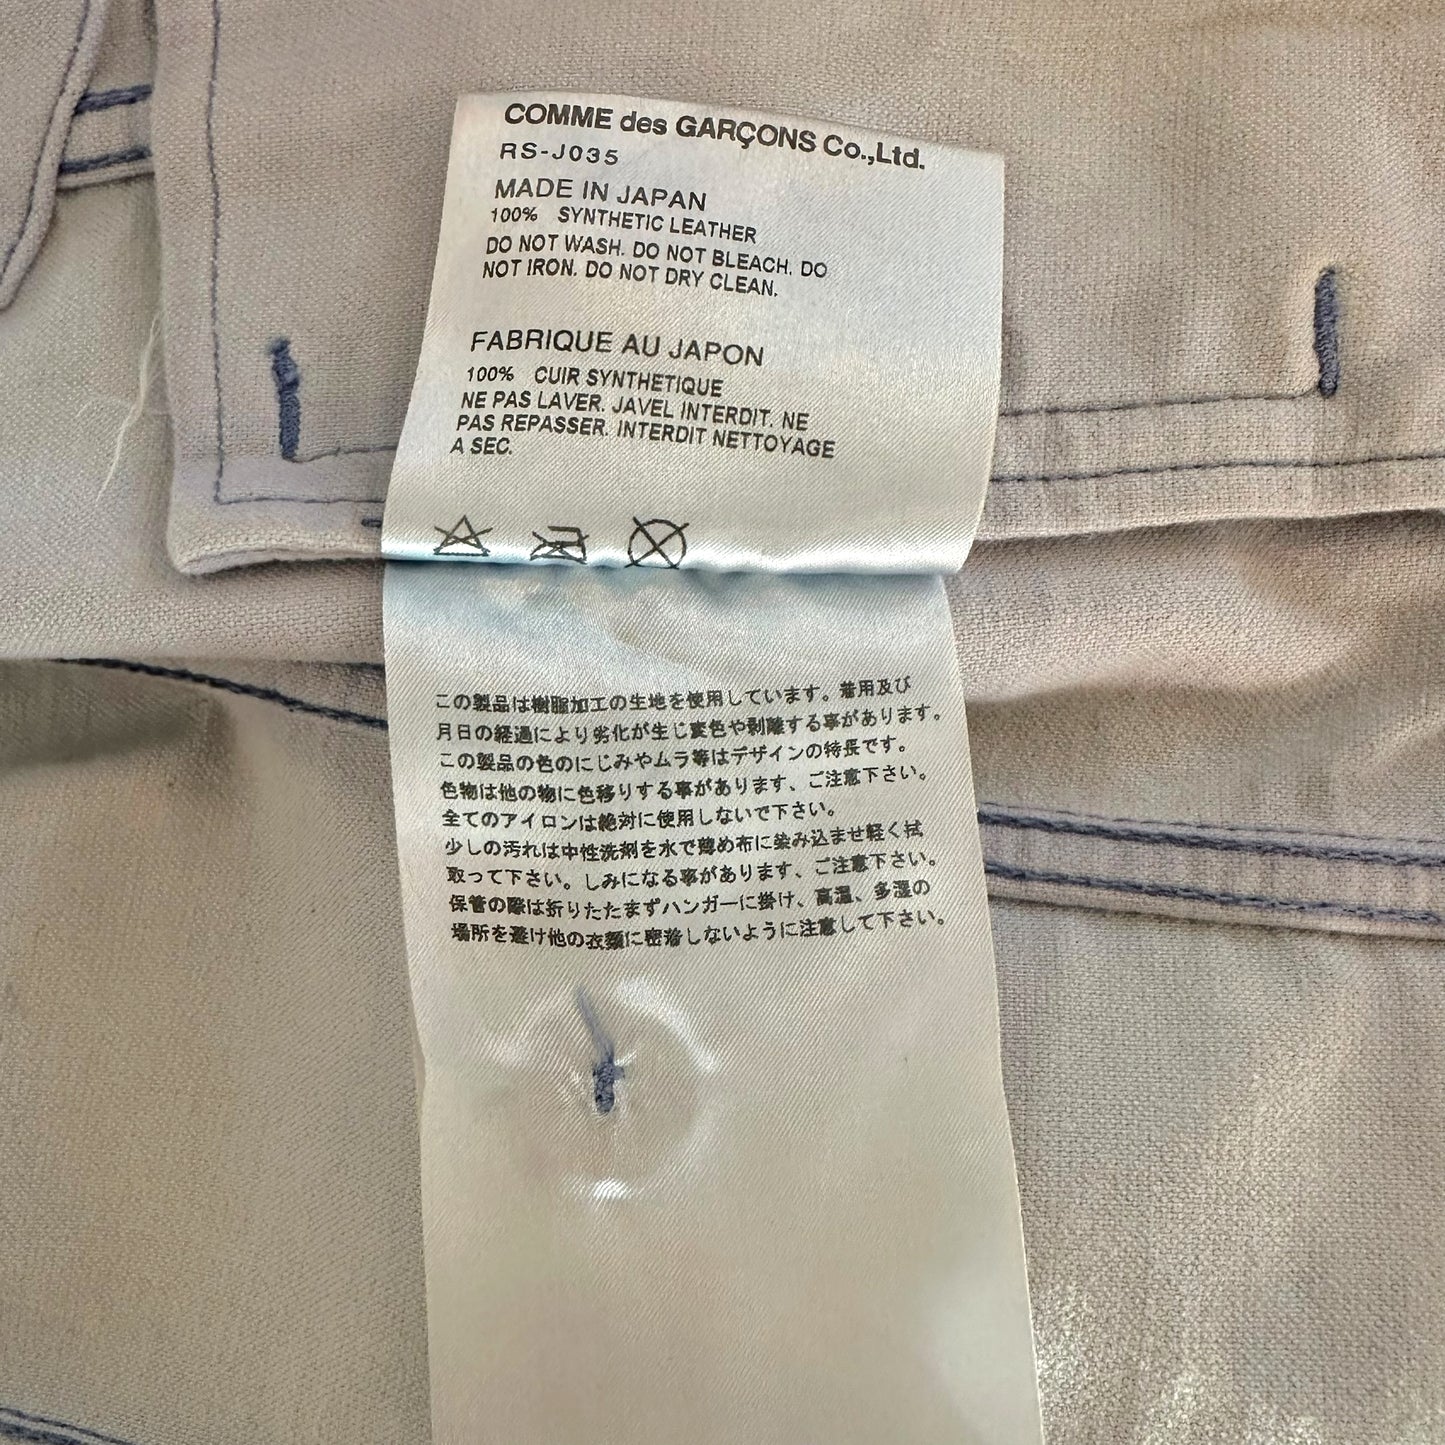 COMME des GARÇONS Co.,Ltd.
RS-J035
MADE IN JAPAN
100% SYNTHETIC LEATHER
DO NOT WASH. DO NOT BLEACH. DO
NOT IRON. DO NOT DRY CLEAN.
FABRIQUE AU JAPON
100% CUIR SYNTHETIQUE
NE PAS LAVER. JAVEL INTERDIT. NE
PAS REPASSER. INTERDIT NETTOYAGE
A SEC.
この製品は樹脂加工の生地を使用しています。着用及び
月日の経過により劣化が生じ変色や剥離する事があります。
この製品の色のにじみやムラ等はデザインの特長です。
色物は他の物に色移りする事があります、ご注意下さい。
全てのアイロンは絶対に使用しないで下さい。
少しの汚れは中性洗剤を水で薄め布に染み込ませ軽く拭
取って下さい。しみになる事があります、ご注意下さい。
保管の際は折りたたまずハンガーに掛け、高温、多湿の
場所を避け他の衣類に密着しないように注意して下さい。